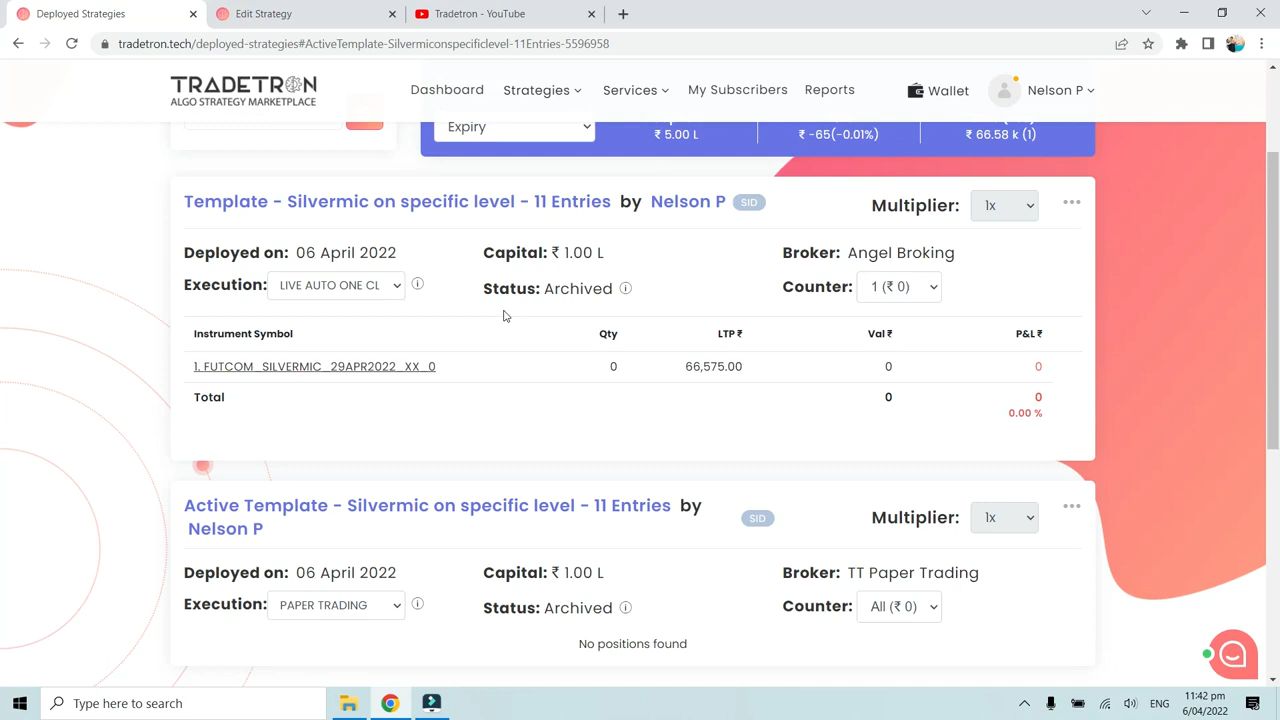 Deployed Strategies
Edit Strategy
Tradetron - YouTube
tradetron.tech/deployed-strategies#ActiveTemplate-Silvermiconspecificlevel-11Entries-5596958
TRADETRON
ALGO STRATEGY MARKETPLACE
Dashboard
Strategies
Services
My Subscribers
Reports
Wallet
Nelson P
Expiry
₹ 5.00 L
₹ -65(-0.01%)
₹ 66.58 k (1)
Template - Silvermic on specific level - 11 Entries by Nelson P SID
Multiplier: 1x
Deployed on: 06 April 2022
Capital: ₹ 1.00 L
Broker: Angel Broking
Execution: LIVE AUTO ONE CL
Status: Archived
Counter: 1 (₹ 0)
Instrument Symbol Qty LTP ₹ Val ₹ P&L ₹
1. FUTCOM_SILVERMIC_29APR2022_XX_0 0 66,575.00 0 0
Total 0 0
0.00 %
Active Template - Silvermic on specific level - 11 Entries by
Nelson P
SID
Multiplier: 1x
Deployed on: 06 April 2022
Capital: ₹ 1.00 L
Broker: TT Paper Trading
Execution: PAPER TRADING
Status: Archived
Counter: All (₹ 0)
No positions found
Type here to search
ENG
11:42 pm
6/04/2022